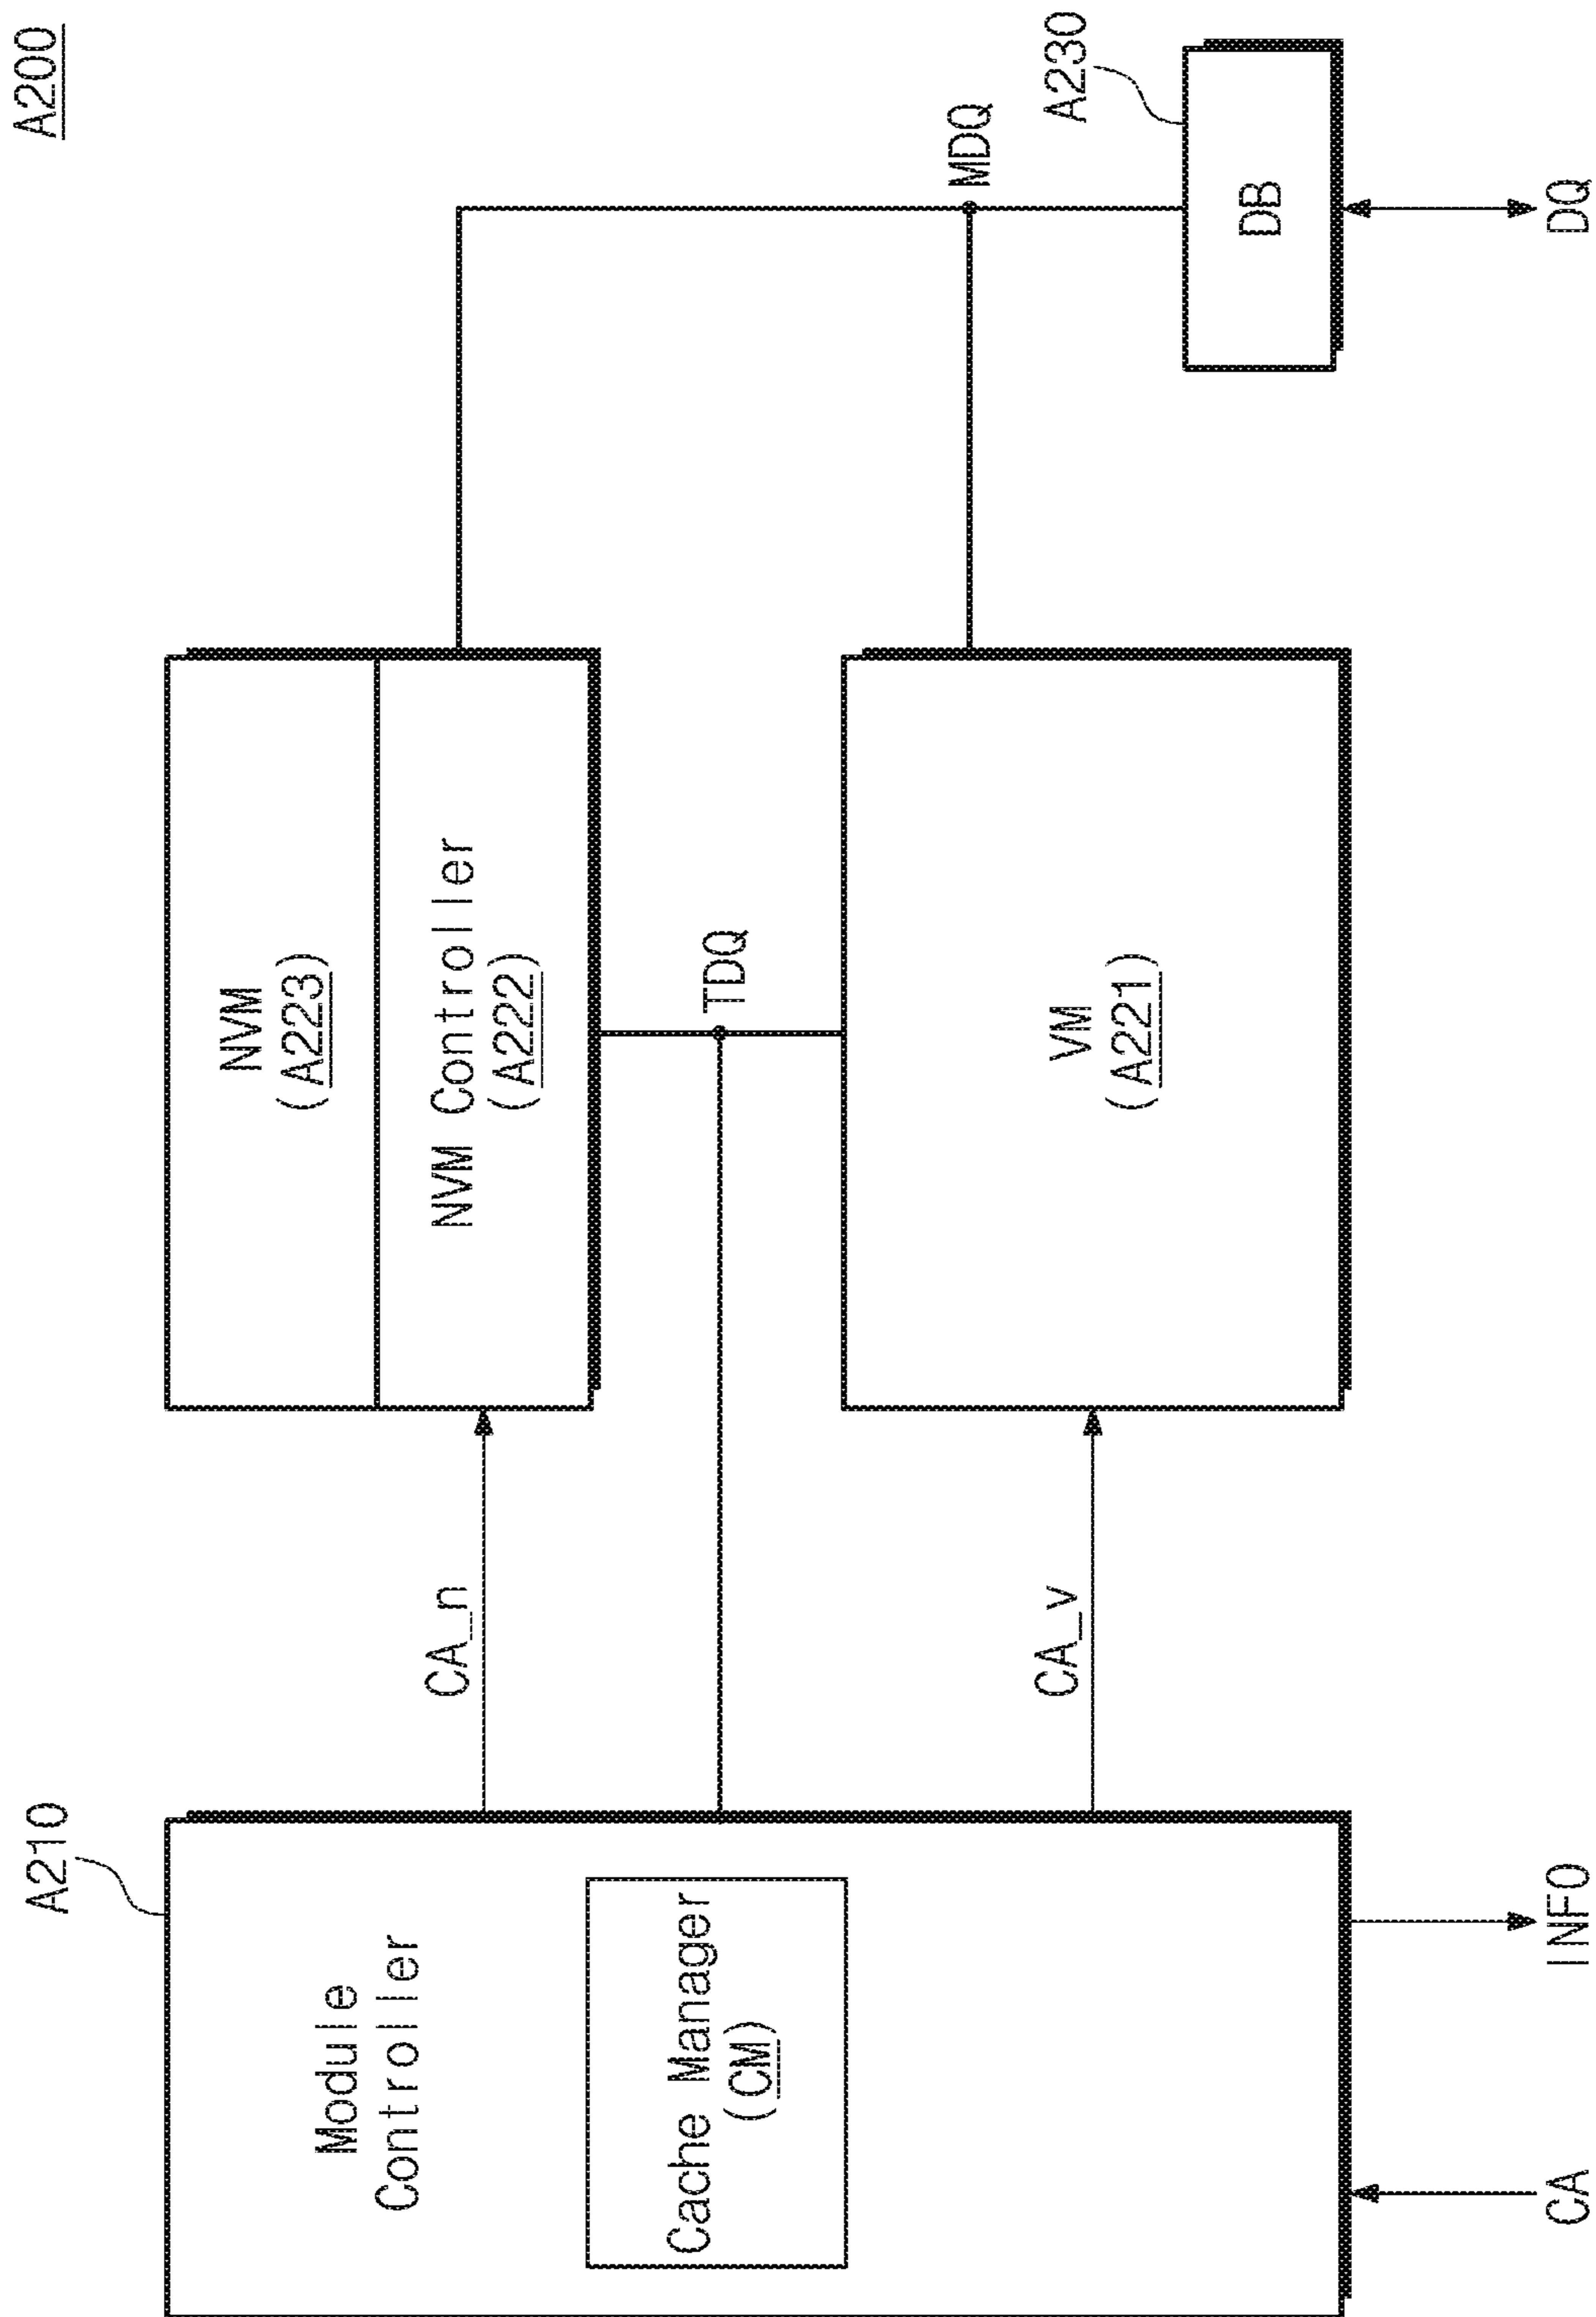 A200
A210
Module
Controller
Cache Manager
(CM)
CA_n
CA_v
NVM
(A223)
NVM Controller
(A222)
TDQ
VM
(A221)
MDQ
A230
DB
CA
INFO
DQ